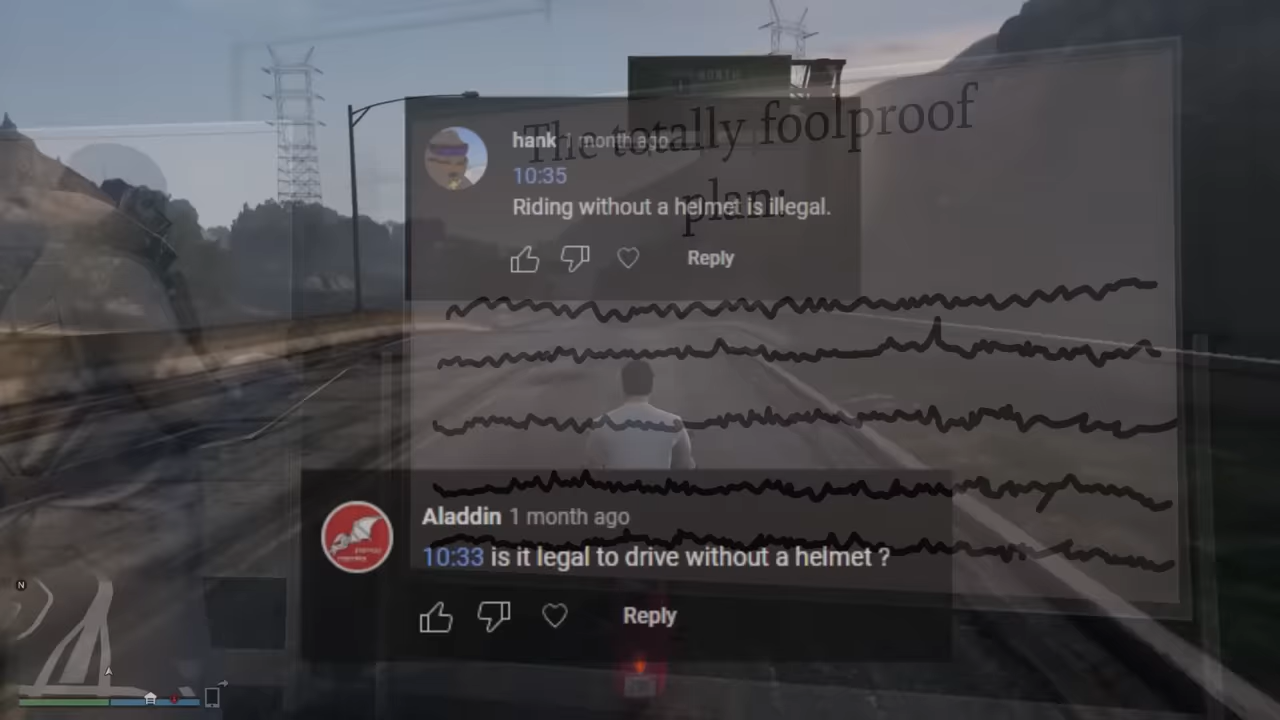 The totally foolproof
plan:
hank 1 month ago
10:35
Riding without a helmet is illegal.
Reply
Aladdin 1 month ago
10:33 is it legal to drive without a helmet ?
Reply
N